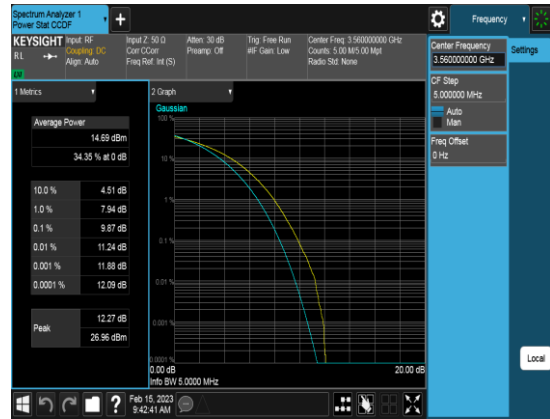 Spectrum Analyzer 1
Power Stat CCDF
Frequency
KEYSIGHT
RL
LXI
Input: RF
Coupling: DC
Align: Auto
Input Z: 50 Ω
Corr CCorr
Freq Ref: Int (S)
Atten: 30 dB
Preamp: Off
Trig: Free Run
#IF Gain: Low
Center Freq: 3.560000000 GHz
Counts: 5.00 M/5.00 Mpt
Radio Std: None
Center Frequency
3.560000000 GHz
Settings
CF Step
5.000000 MHz
Auto
Man
Freq Offset
0 Hz
Local
1 Metrics
Average Power
14.69 dBm
34.35 % at 0 dB
10.0 % 4.51 dB
1.0 % 7.94 dB
0.1 % 9.87 dB
0.01 % 11.24 dB
0.001 % 11.88 dB
0.0001 % 12.09 dB
Peak
12.27 dB
26.96 dBm
2 Graph
Gaussian
100 %
10 %
1 %
0.1 %
0.01 %
0.001 %
0.0001 %
0.00 dB 20.00 dB
Info BW 5.0000 MHz
?
Feb 15, 2023
9:42:41 AM